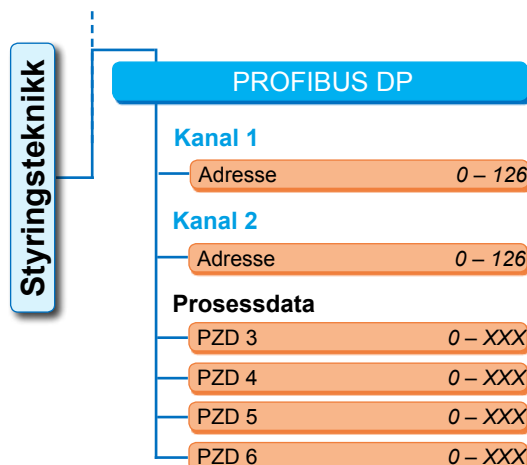 Styringsteknikk
PROFIBUS DP
Kanal 1
Adresse 0 – 126
Kanal 2
Adresse 0 – 126
Prosessdata
PZD 3 0 – XXX
PZD 4 0 – XXX
PZD 5 0 – XXX
PZD 6 0 – XXX